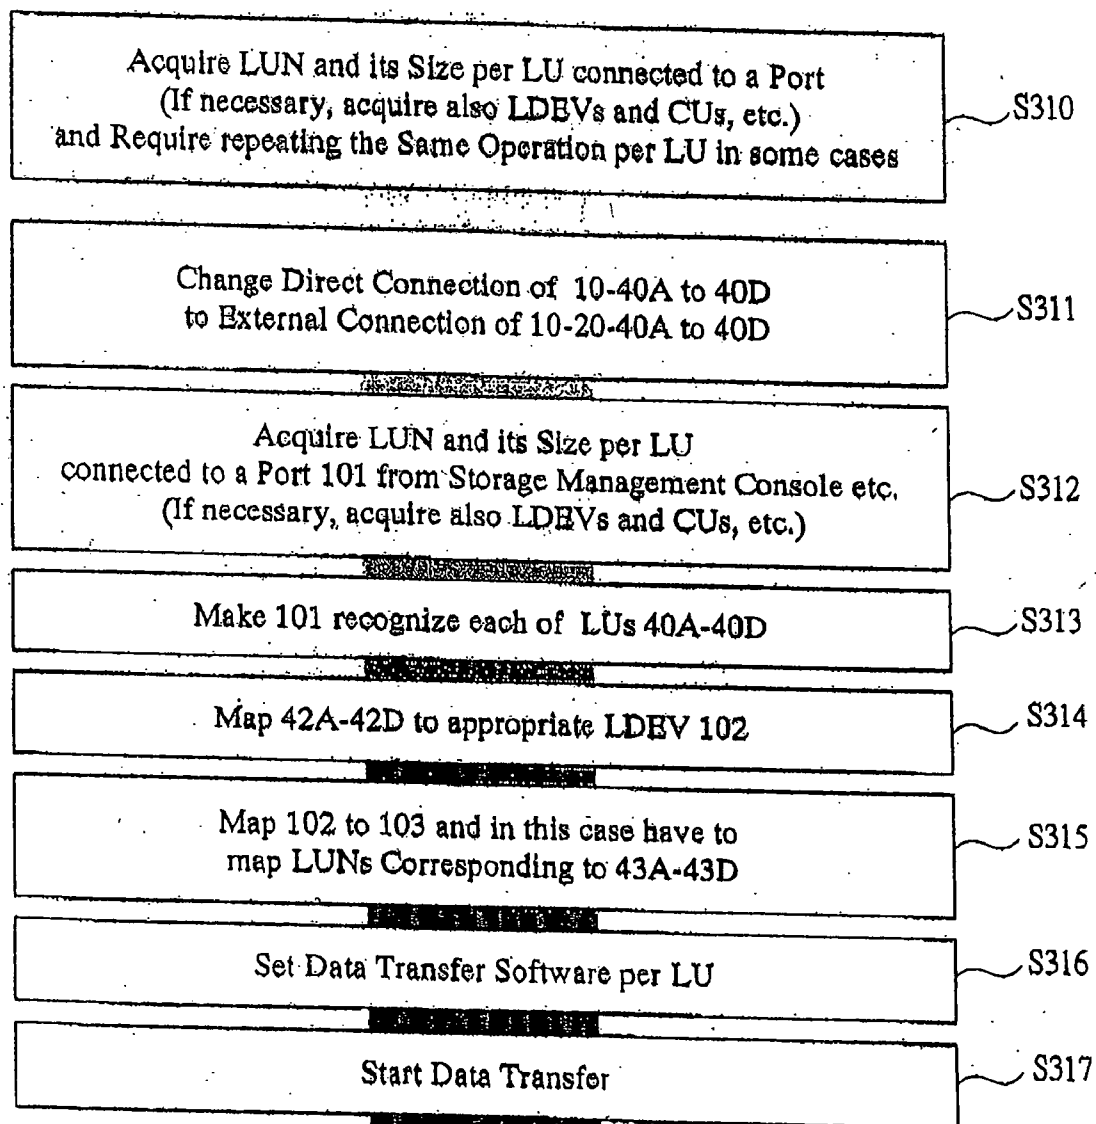 Acquire LUN and its Size per LU connected to a Port
(If necessary, acquire also LDEVs and CUs, etc.)
and Require repeating the Same Operation per LU in some cases
S310
Change Direct Connection of 10-40A to 40D
to External Connection of 10-20-40A to 40D
S311
Acquire LUN and its Size per LU
connected to a Port 101 from Storage Management Console etc.
(If necessary, acquire also LDEVs and CUs, etc.)
S312
Make 101 recognize each of LUs 40A-40D
S313
Map 42A-42D to appropriate LDEV 102
S314
Map 102 to 103 and in this case have to
map LUNs Corresponding to 43A-43D
S315
Set Data Transfer Software per LU
S316
Start Data Transfer
S317